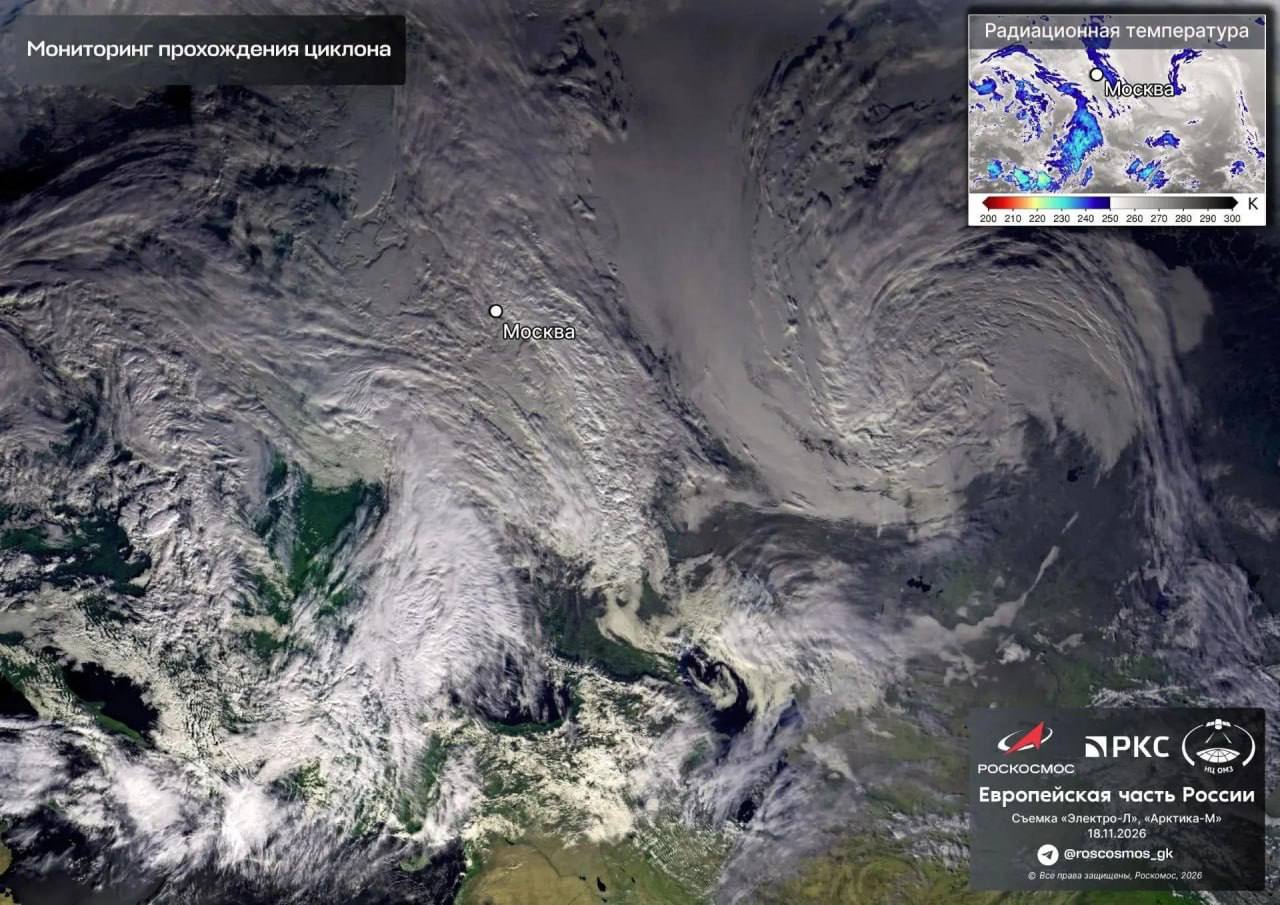 Мониторинг прохождения циклона
Радиационная температура
Москва
K
200 210 220 230 240 250 260 270 280 290 300
Москва
РОСКОСМОС
РКС
НЦ ОМЗ
Европейская часть России
Съемка «Электро-Л», «Арктика-М»
18.11.2026
@roscosmos_gk
© Все права защищены, Роскомос, 2026